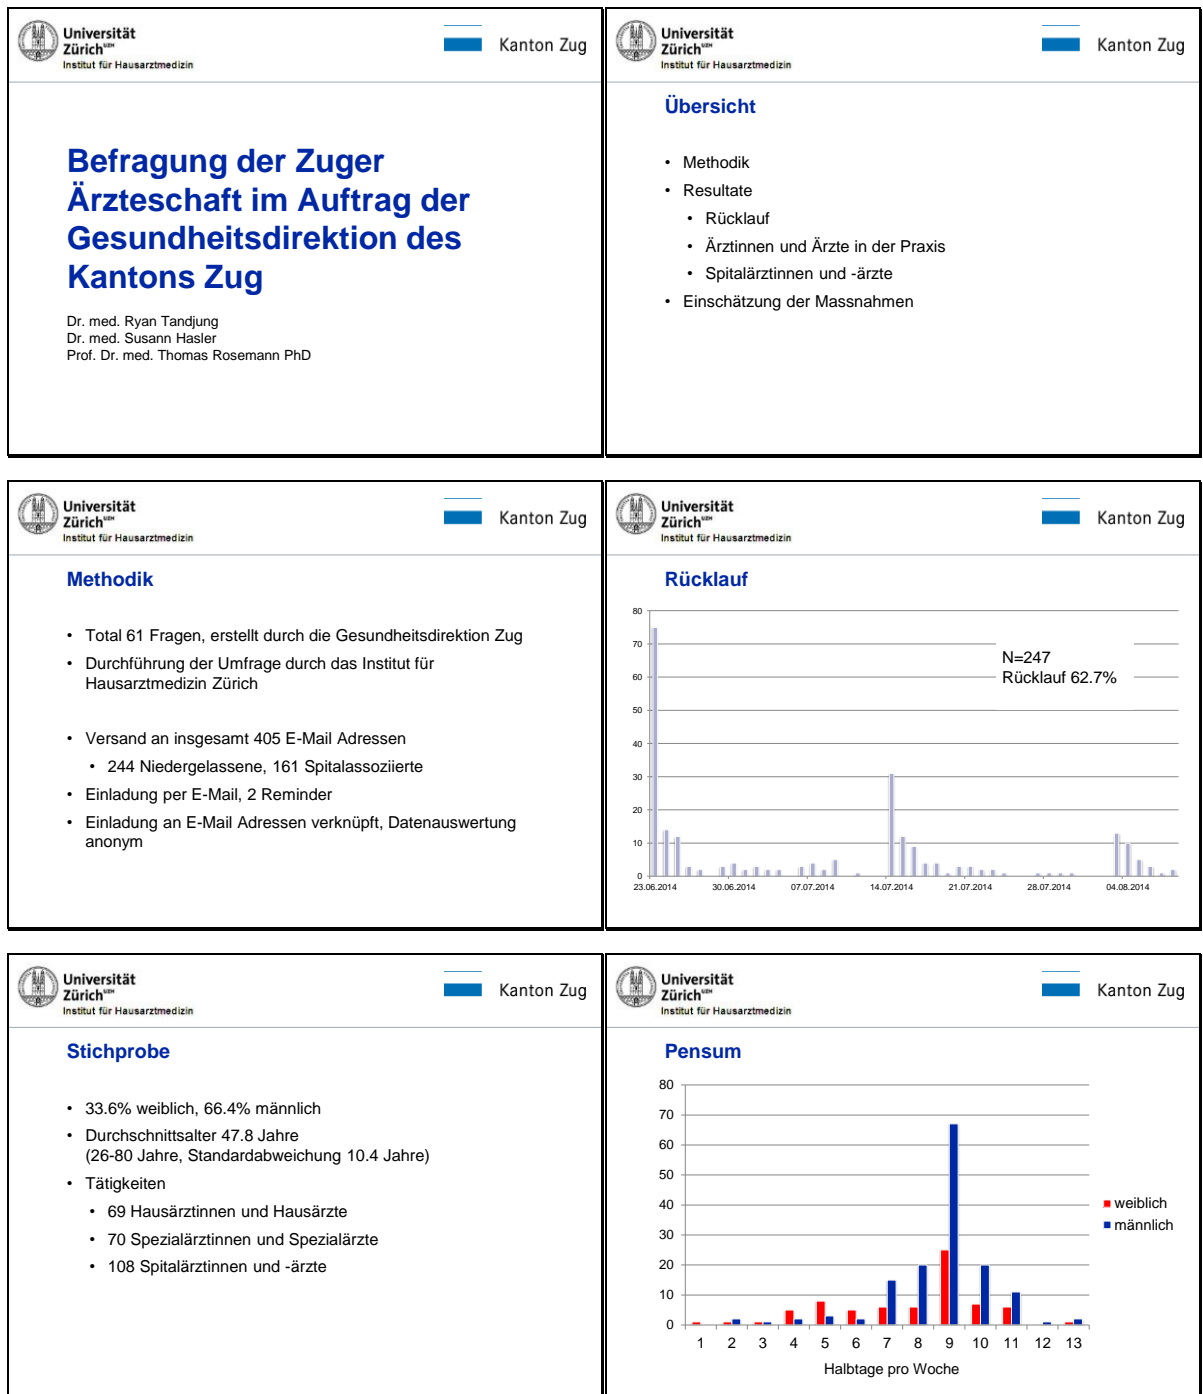 Universität
Zürich UZH
Institut für Hausarztmedizin
Kanton Zug
Befragung der Zuger
Ärzteschaft im Auftrag der
Gesundheitsdirektion des
Kantons Zug
Dr. med. Ryan Tandjung
Dr. med. Susann Hasler
Prof. Dr. med. Thomas Rosemann PhD
Universität
Zürich UZH
Institut für Hausarztmedizin
Kanton Zug
Übersicht
• Methodik
• Resultate
• Rücklauf
• Ärztinnen und Ärzte in der Praxis
• Spitalärztinnen und -ärzte
• Einschätzung der Massnahmen
Universität
Zürich UZH
Institut für Hausarztmedizin
Kanton Zug
Methodik
• Total 61 Fragen, erstellt durch die Gesundheitsdirektion Zug
• Durchführung der Umfrage durch das Institut für
Hausarztmedizin Zürich
• Versand an insgesamt 405 E-Mail Adressen
• 244 Niedergelassene, 161 Spitalassoziierte
• Einladung per E-Mail, 2 Reminder
• Einladung an E-Mail Adressen verknüpft, Datenauswertung
anonym
Universität
Zürich UZH
Institut für Hausarztmedizin
Kanton Zug
Rücklauf
80
70
60
50
40
30
20
10
0
N=247
Rücklauf 62.7%
23.06.2014 30.06.2014 07.07.2014 14.07.2014 21.07.2014 28.07.2014 04.08.2014
Universität
Zürich UZH
Institut für Hausarztmedizin
Kanton Zug
Stichprobe
• 33.6% weiblich, 66.4% männlich
• Durchschnittsalter 47.8 Jahre
(26-80 Jahre, Standardabweichung 10.4 Jahre)
• Tätigkeiten
• 69 Hausärztinnen und Hausärzte
• 70 Spezialärztinnen und Spezialärzte
• 108 Spitalärztinnen und -ärzte
Universität
Zürich UZH
Institut für Hausarztmedizin
Kanton Zug
Pensum
80
70
60
50
40
30
20
10
0
weiblich
männlich
1 2 3 4 5 6 7 8 9 10 11 12 13
Halbtage pro Woche